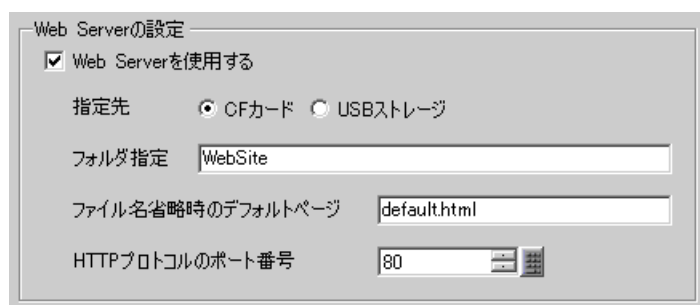 Web Serverの設定
Web Serverを使用する
指定先 CFカード USBストレージ
フォルダ指定 WebSite
ファイル名省略時のデフォルトページ default.html
HTTPプロトコルのポート番号 80